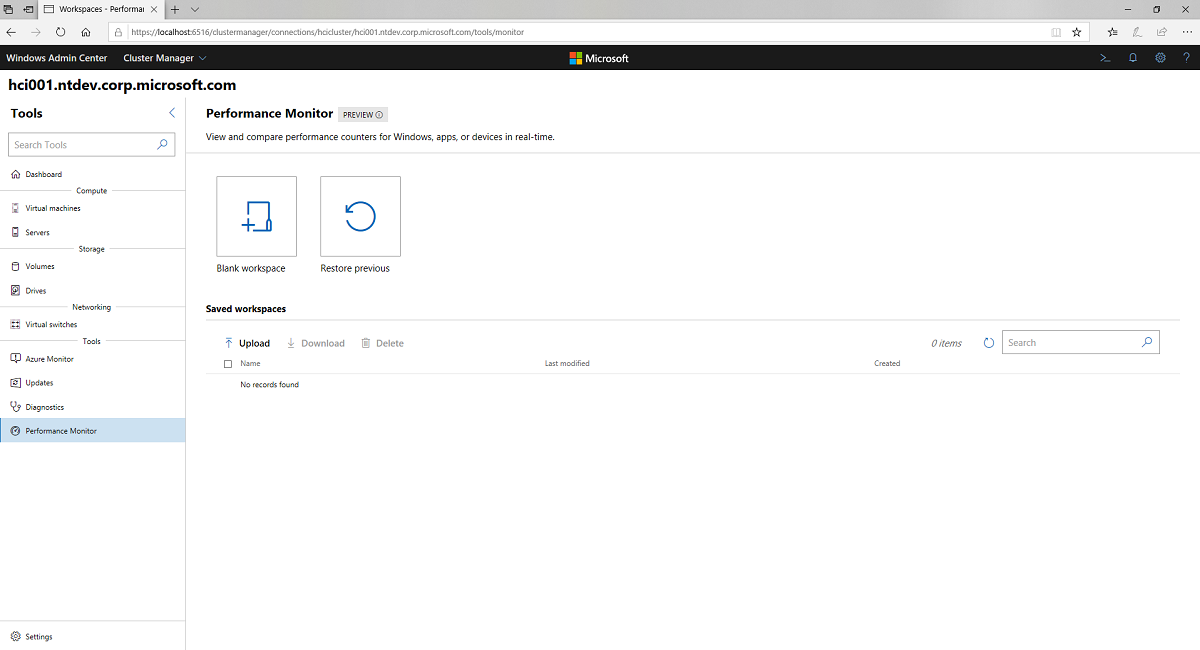 Workspaces - Performa
https://localhost:6516/clustermanager/connections/hcicluster/hci001.ntdev.corp.microsoft.com/tools/monitor
Windows Admin Center Cluster Manager Microsoft ?
hci001.ntdev.corp.microsoft.com
Tools
Search Tools
Dashboard
Compute
Virtual machines
Servers
Storage
Volumes
Drives
Networking
Virtual switches
Tools
Azure Monitor
Updates
Diagnostics
Performance Monitor
Settings
Performance Monitor PREVIEW
View and compare performance counters for Windows, apps, or devices in real-time.
Blank workspace Restore previous
Saved workspaces
Upload Download Delete 0 items Search
Name Last modified Created
No records found